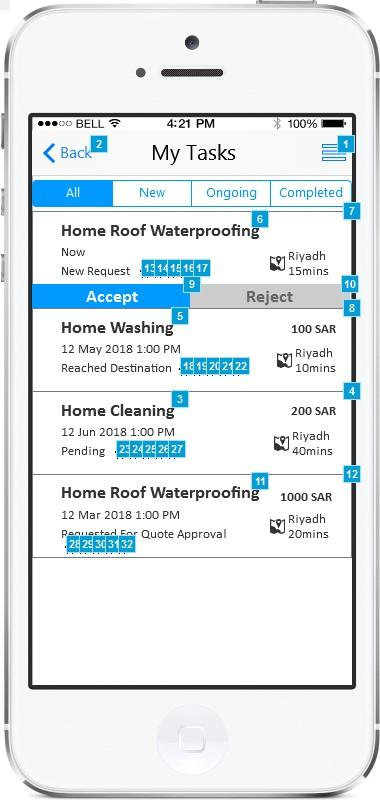 BELL 4:21 PM 100%
1
2
Back My Tasks
All New Ongoing Completed
7
6
Home Roof Waterproofing
Now
Riyadh
New Request 13 14 15 16 17 15mins
9 10
Accept Reject
8
5
Home Washing 100 SAR
12 May 2018 1:00 PM
Riyadh
Reached Destination 18 19 20 21 22 10mins
4
3
Home Cleaning 200 SAR
12 Jun 2018 1:00 PM
Riyadh
Pending 23 24 25 26 27 40mins
12
11
Home Roof Waterproofing 1000 SAR
12 Mar 2018 1:00 PM
Riyadh
Requested For Quote Approval 20mins
28 29 30 31 32